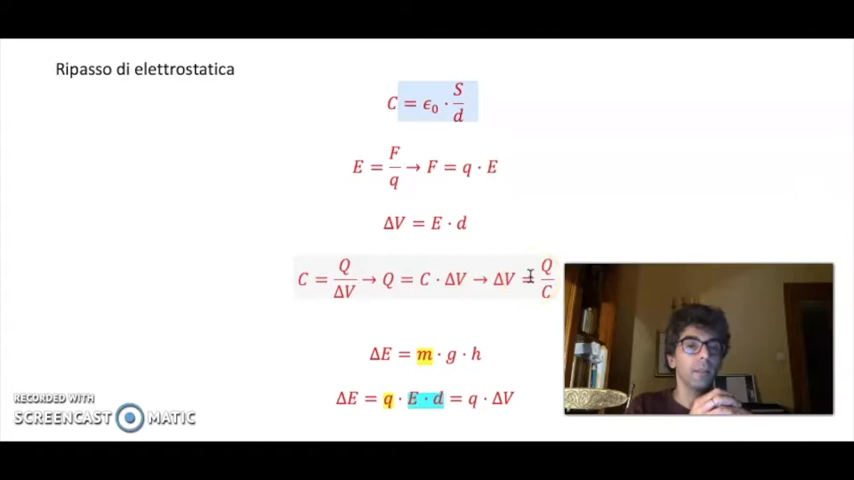 Ripasso di elettrostatica
C = ϵ₀ · S/d
E = F/q → F = q · E
ΔV = E · d
C = Q/ΔV → Q = C · ΔV → ΔV = Q/C
ΔE = m · g · h
ΔE = q · E · d = q · ΔV
RECORDED WITH
SCREENCAST MATIC